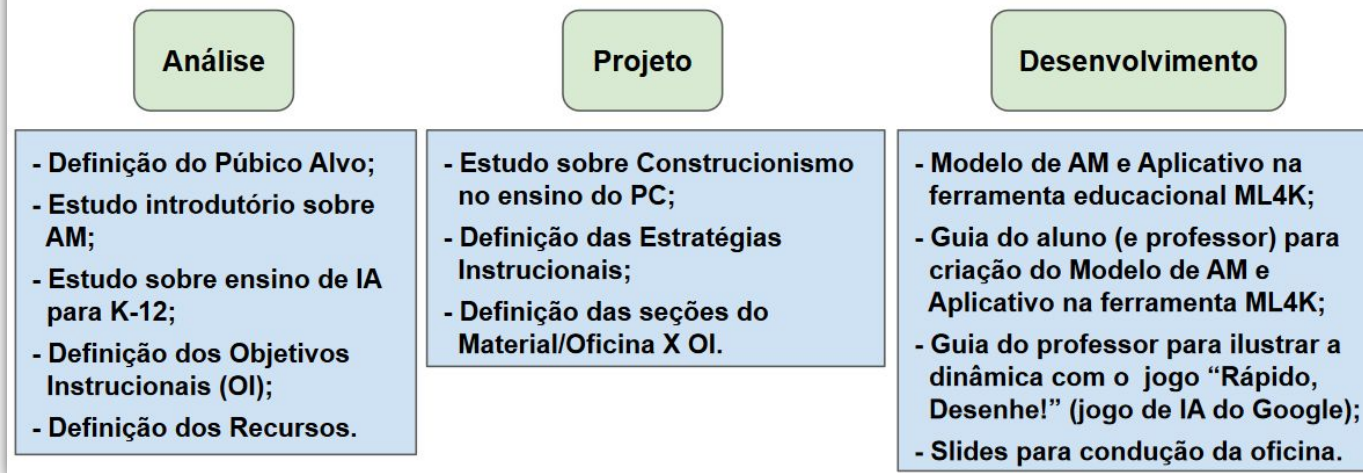 Análise
- Definição do Púbico Alvo;
- Estudo introdutório sobre
AM;
- Estudo sobre ensino de IA
para K-12;
- Definição dos Objetivos
Instrucionais (OI);
- Definição dos Recursos.
Projeto
- Estudo sobre Construcionismo
no ensino do PC;
- Definição das Estratégias
Instrucionais;
- Definição das seções do
Material/Oficina X OI.
Desenvolvimento
- Modelo de AM e Aplicativo na
ferramenta educacional ML4K;
- Guia do aluno (e professor) para
criação do Modelo de AM e
Aplicativo na ferramenta ML4K;
- Guia do professor para ilustrar a
dinâmica com o jogo “Rápido,
Desenhe!” (jogo de IA do Google);
- Slides para condução da oficina.